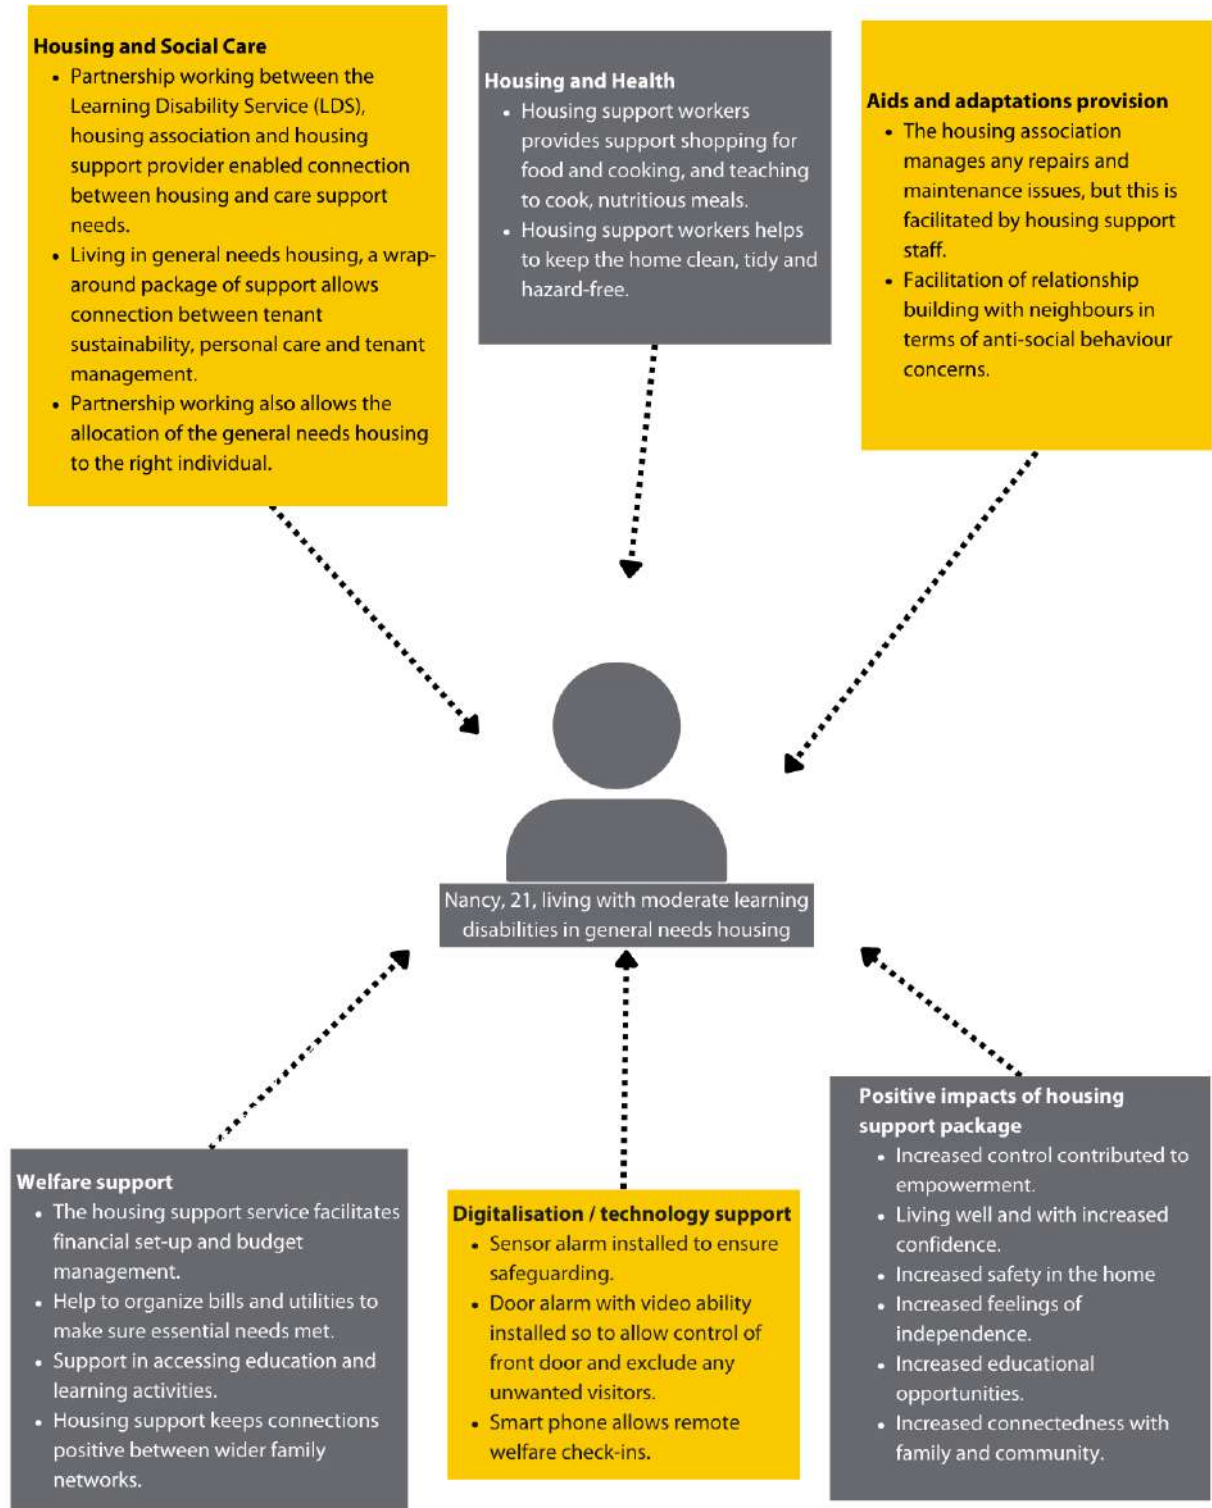 Housing and Social Care
• Partnership working between the
Learning Disability Service (LDS),
housing association and housing
support provider enabled connection
between housing and care support
needs.
• Living in general needs housing, a wrap-
around package of support allows
connection between tenant
sustainability, personal care and tenant
management.
• Partnership working also allows the
allocation of the general needs housing
to the right individual.
Housing and Health
• Housing support workers
provides support shopping for
food and cooking, and teaching
to cook, nutritious meals.
• Housing support workers helps
to keep the home clean, tidy and
hazard-free.
Aids and adaptations provision
• The housing association
manages any repairs and
maintenance issues, but this is
facilitated by housing support
staff.
• Facilitation of relationship
building with neighbours in
terms of anti-social behaviour
concerns.
Nancy, 21, living with moderate learning
disabilities in general needs housing
Welfare support
• The housing support service facilitates
financial set-up and budget
management.
• Help to organize bills and utilities to
make sure essential needs met.
• Support in accessing education and
learning activities.
• Housing support keeps connections
positive between wider family
networks.
Digitalisation / technology support
• Sensor alarm installed to ensure
safeguarding.
• Door alarm with video ability
installed so to allow control of
front door and exclude any
unwanted visitors.
• Smart phone allows remote
welfare check-ins.
Positive impacts of housing
support package
• Increased control contributed to
empowerment.
• Living well and with increased
confidence.
• Increased safety in the home
• Increased feelings of
independence.
• Increased educational
opportunities.
• Increased connectedness with
family and community.